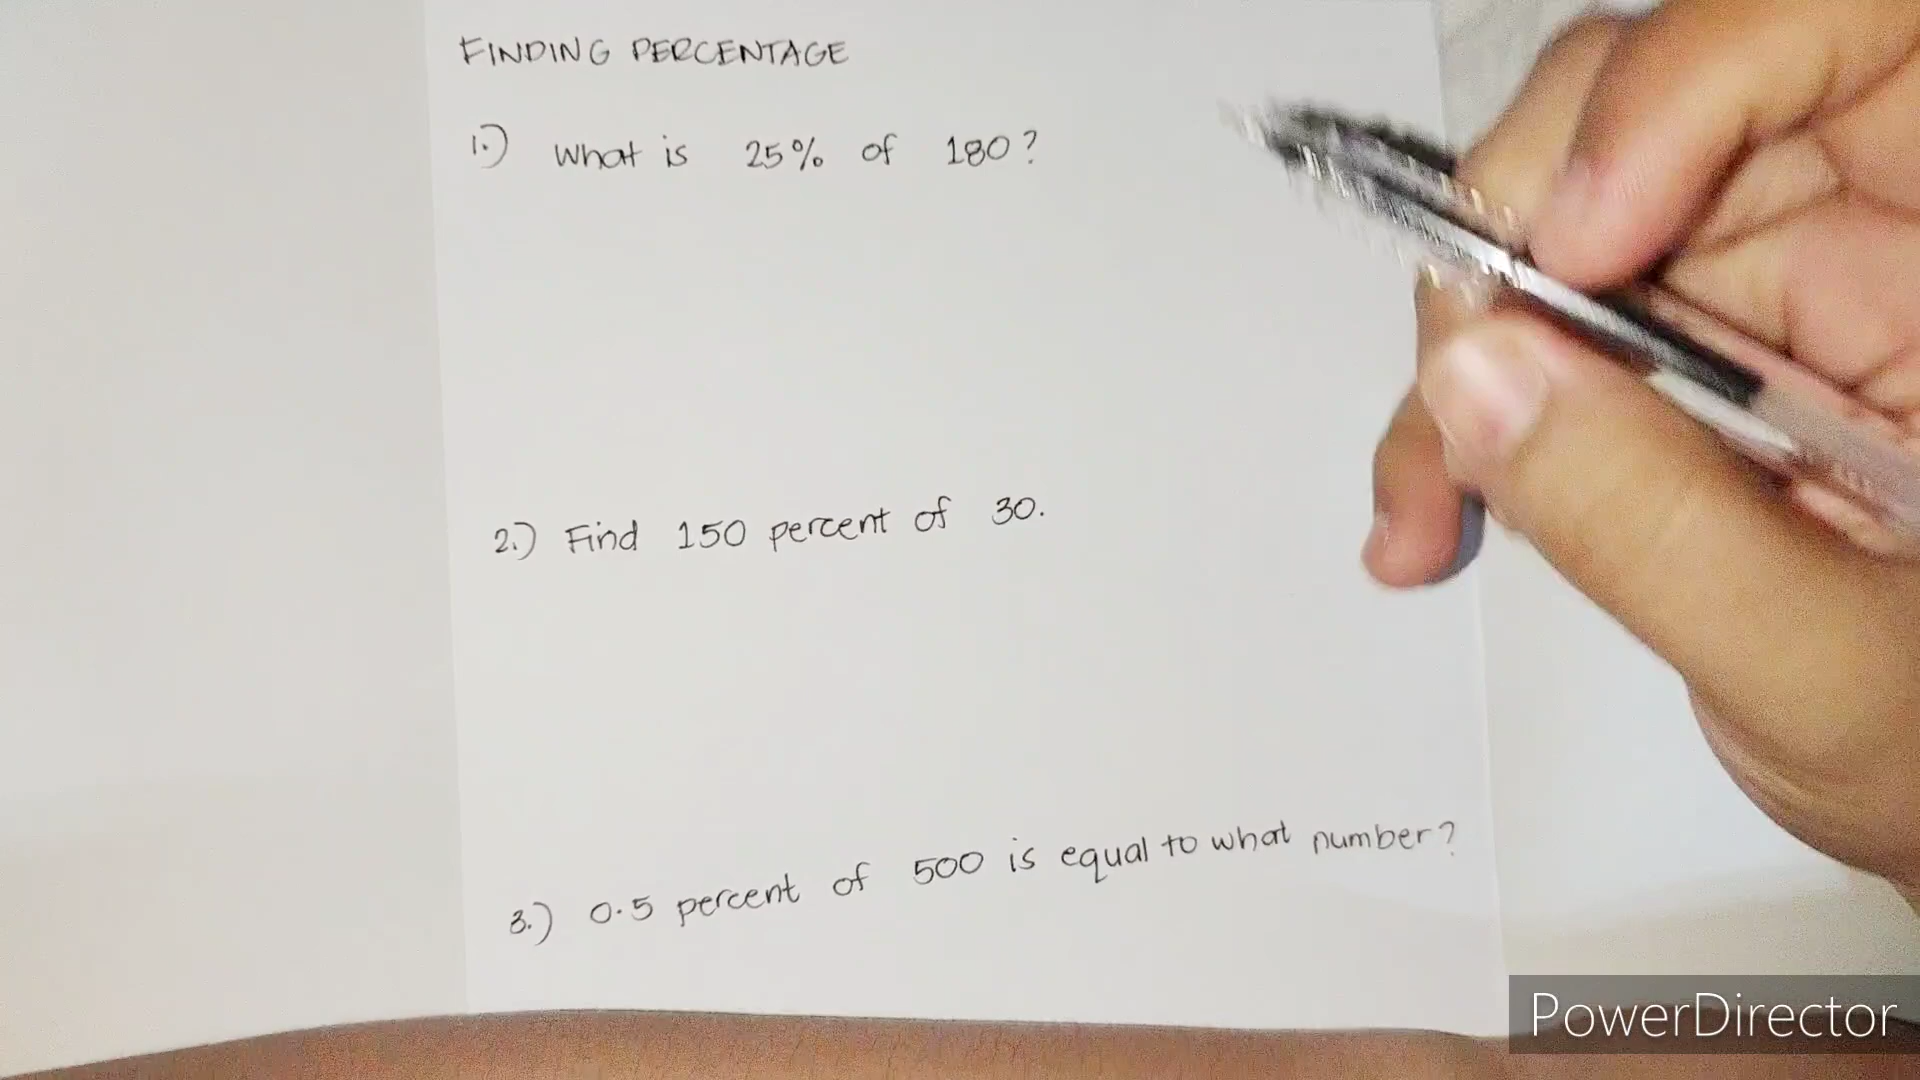 FINDING PERCENTAGE
1.) What is 25% of 180?
2.) Find 150 percent of 30.
3.) 0.5 percent of 500 is equal to what number?
PowerDirector